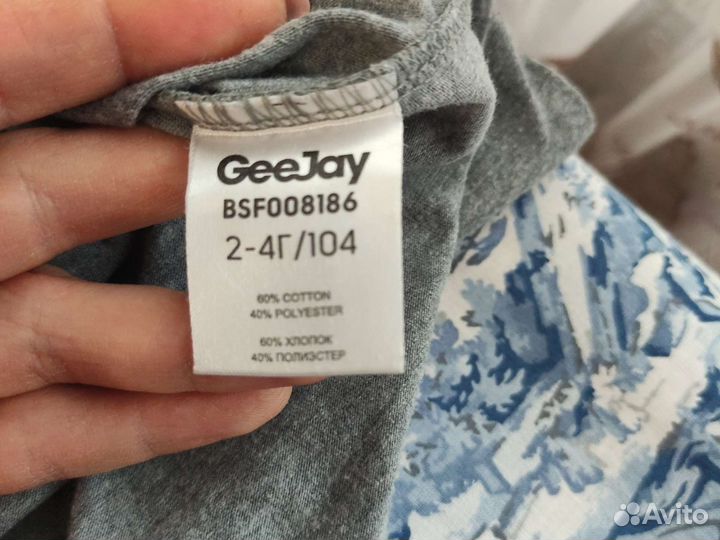 GeeJay
BSF008186
2-4Г/104
60% COTTON
40% POLYESTER
60% ХЛОПОК
40% ПОЛИЭСТЕР
Avito